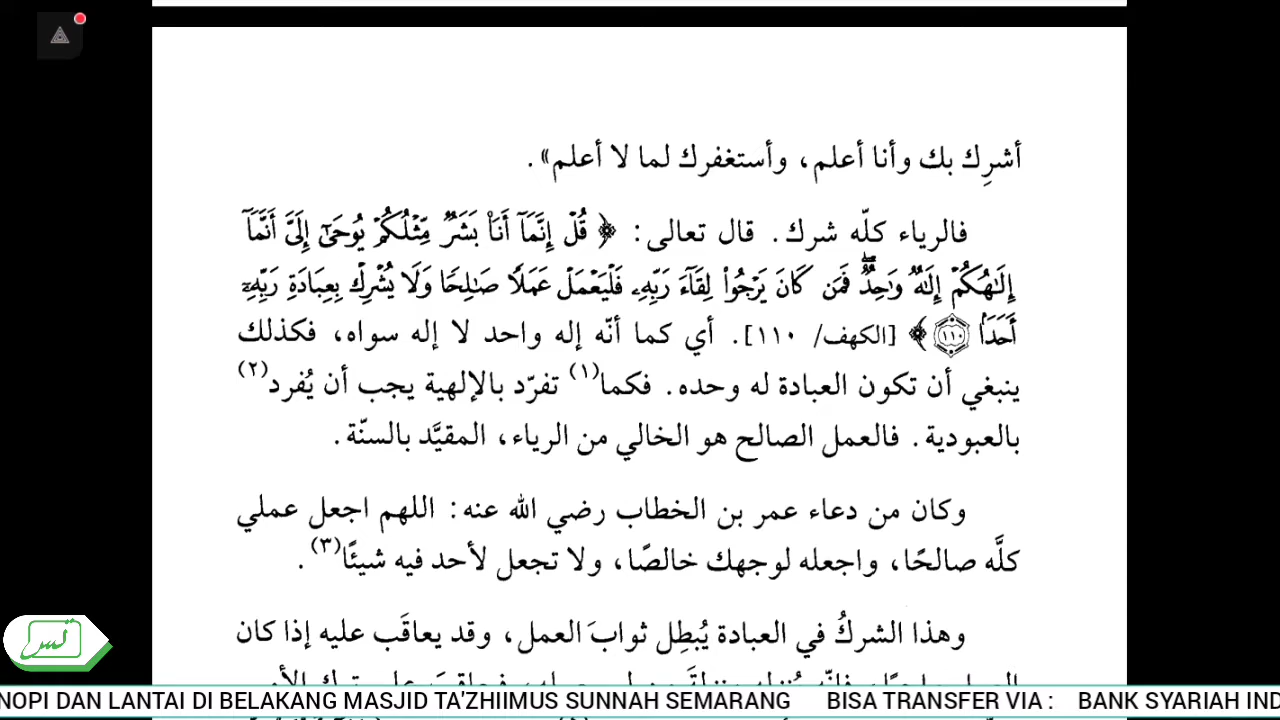 أشرِك بك وأنا أعلم، وأستغفرك لما لا أعلم».
فالرياء كلّه شرك. قال تعالى: ﴿قُلْ إِنَّمَآ أَنَا۠ بَشَرٌ مِّثْلُكُمْ يُوحَىٰٓ إِلَىَّ أَنَّمَآ
إِلَٰهُكُمْ إِلَٰهٌ وَٰحِدٌ ۖ فَمَن كَانَ يَرْجُوا۟ لِقَآءَ رَبِّهِۦ فَلْيَعْمَلْ عَمَلًا صَٰلِحًا وَلَا يُشْرِكْ بِعِبَادَةِ رَبِّهِۦٓ
أَحَدًۢا ١١٠﴾ [الكهف/ ١١٠]. أي كما أنّه إله واحد لا إله سواه، فكذلك
ينبغي أن تكون العبادة له وحده. فكما(١) تفرّد بالإلهية يجب أن يُفرد(٢)
بالعبودية. فالعمل الصالح هو الخالي من الرياء، المقيَّد بالسنّة.
وكان من دعاء عمر بن الخطاب رضي الله عنه: اللهم اجعل عملي
كلَّه صالحًا، واجعله لوجهك خالصًا، ولا تجعل لأحد فيه شيئًا(٣).
وهذا الشركُ في العبادة يُبطِل ثوابَ العمل، وقد يعاقَب عليه إذا كان
NOPI DAN LANTAI DI BELAKANG MASJID TA'ZHIIMUS SUNNAH SEMARANG BISA TRANSFER VIA : BANK SYARIAH IND